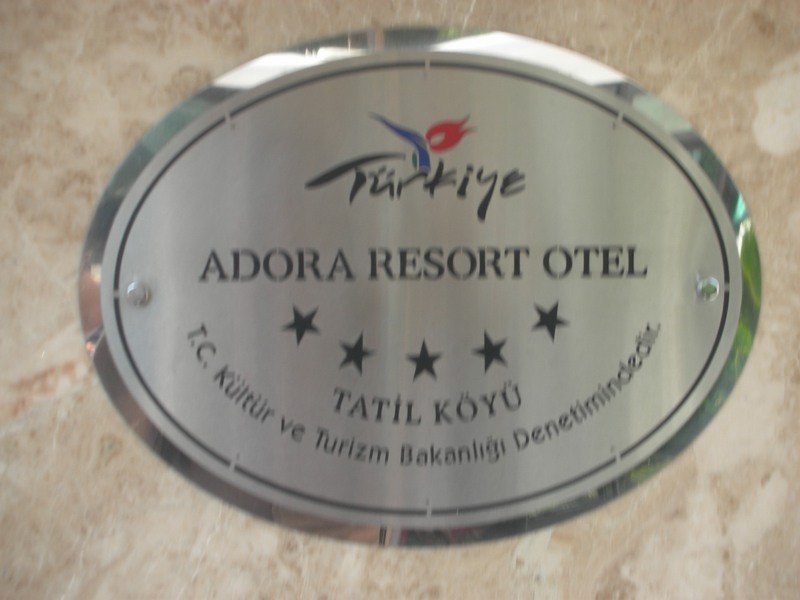 Türkiye
ADORA RESORT OTEL
TATİL KÖYÜ
T.C. Kültür ve Turizm Bakanlığı Denetimindedir.